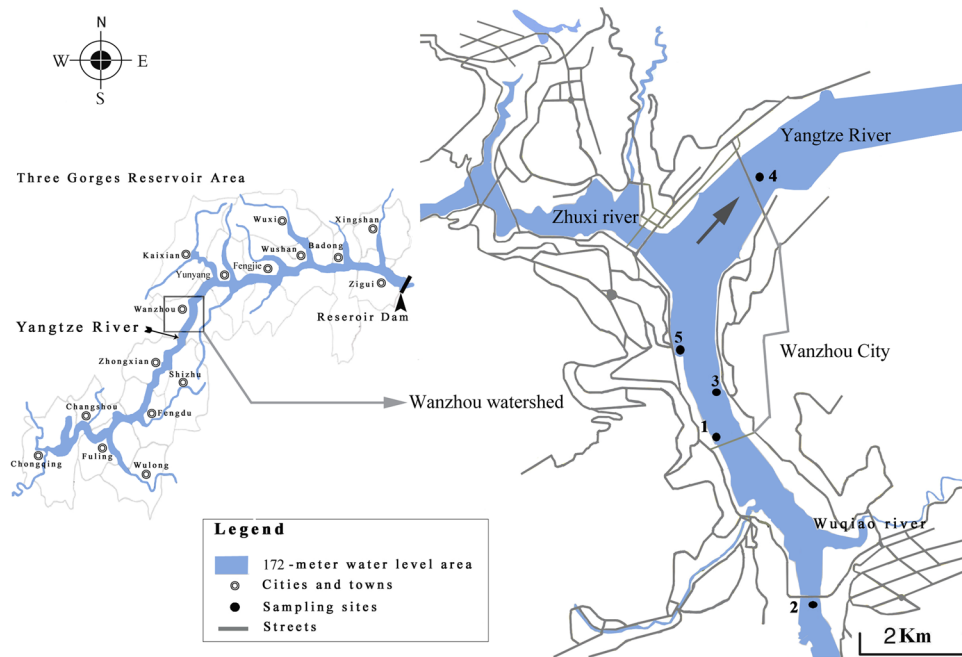 N
W
E
S
Three Gorges Reservoir Area
Wuxi
Xingshan
Kaixian
Wushan
Badong
Yunyang
Fengjie
Zigui
Wanzhou
Reseroir Dam
Yangtze River
Zhongxian
Shizhu
Changshou
Fengdu
Chongqing
Fuling
Wulong
Wanzhou watershed
Legend
172 -meter water level area
Cities and towns
Sampling sites
Streets
Yangtze River
4
Zhuxi river
5
Wanzhou City
3
1
Wuqiao river
2
2 Km